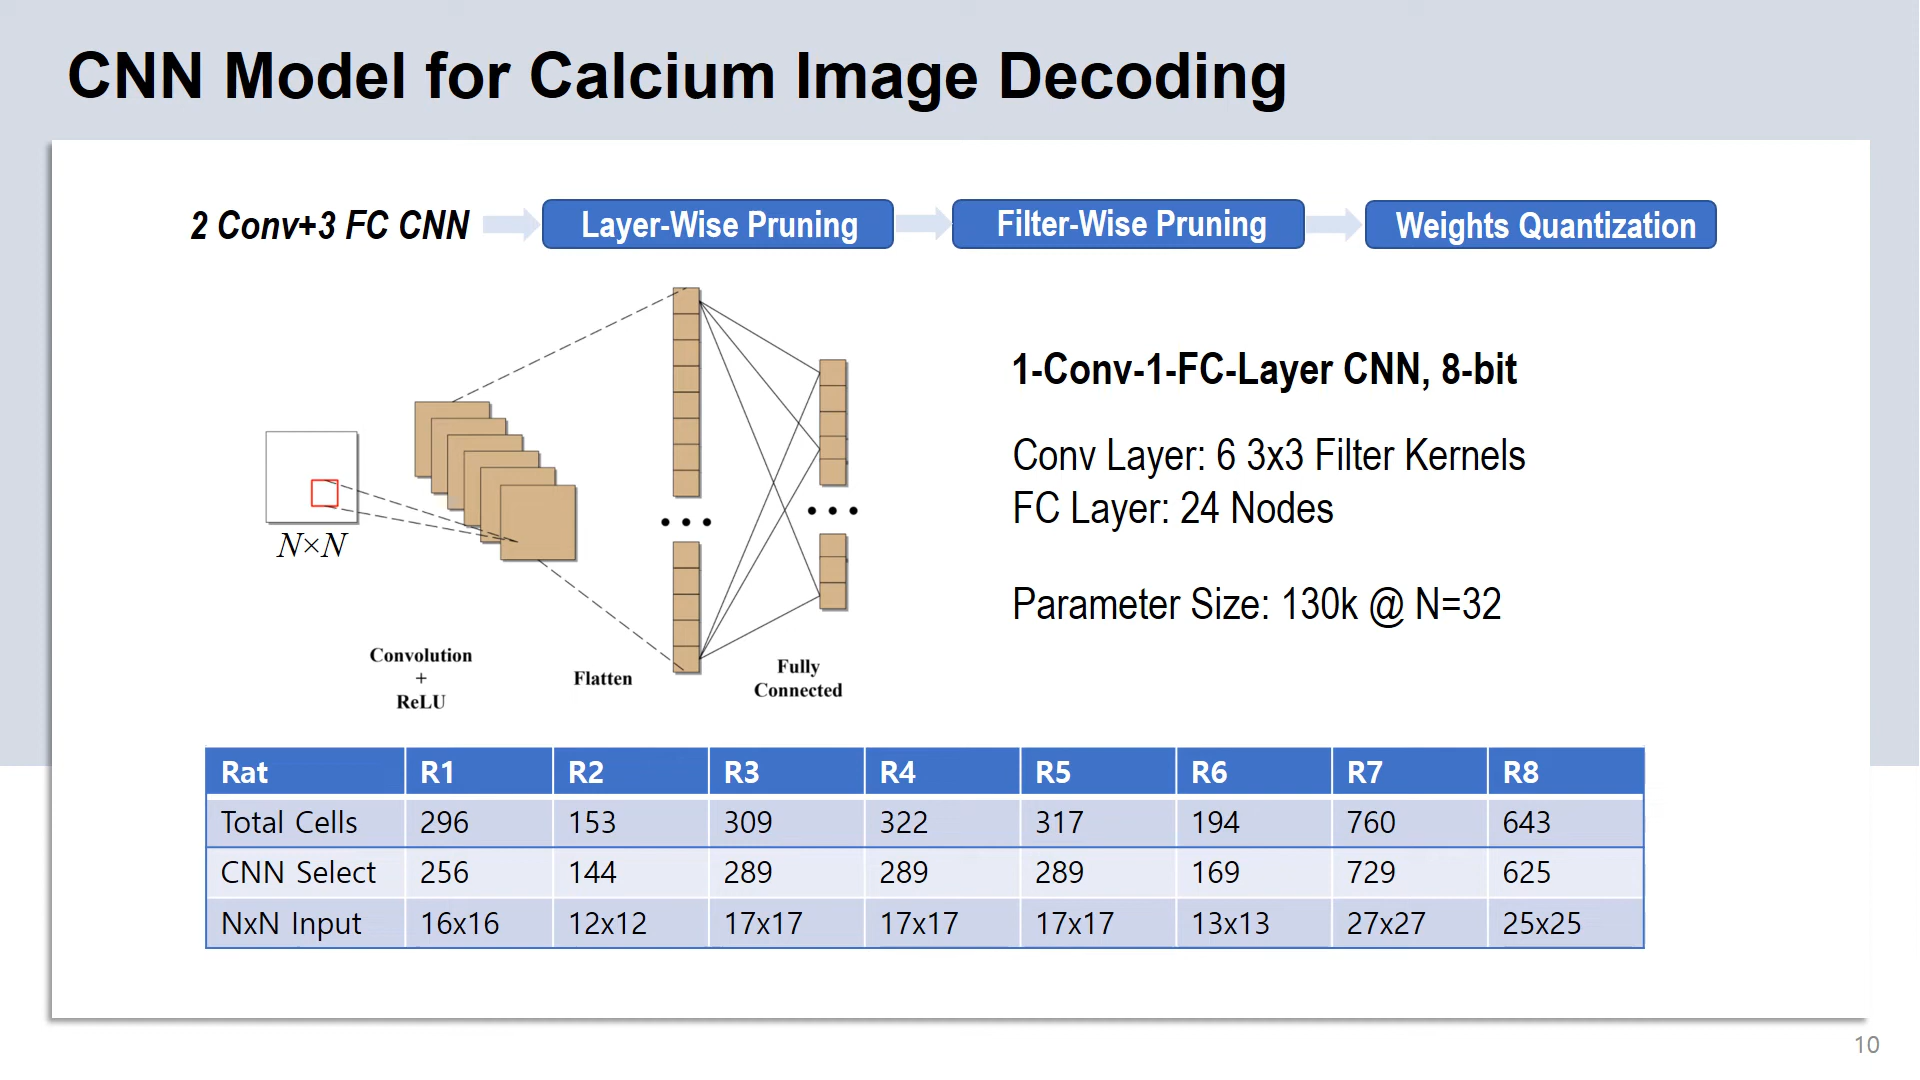 CNN Model for Calcium Image Decoding
2 Conv+3 FC CNN
Layer-Wise Pruning
Filter-Wise Pruning
Weights Quantization
N×N
Convolution
+
ReLU
Flatten
Fully
Connected
1-Conv-1-FC-Layer CNN, 8-bit
Conv Layer: 6 3x3 Filter Kernels
FC Layer: 24 Nodes
Parameter Size: 130k @ N=32
Rat R1 R2 R3 R4 R5 R6 R7 R8
Total Cells 296 153 309 322 317 194 760 643
CNN Select 256 144 289 289 289 169 729 625
NxN Input 16x16 12x12 17x17 17x17 17x17 13x13 27x27 25x25
10